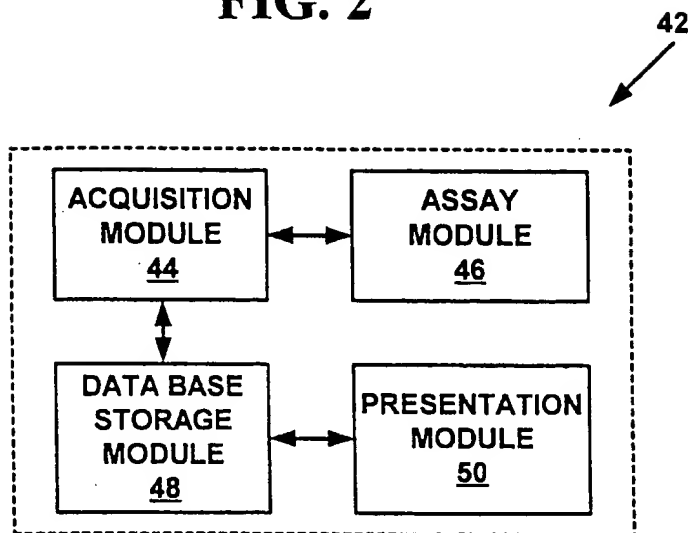 FIG. 2
42
ACQUISITION
MODULE
44
ASSAY
MODULE
46
DATA BASE
STORAGE
MODULE
48
PRESENTATION
MODULE
50